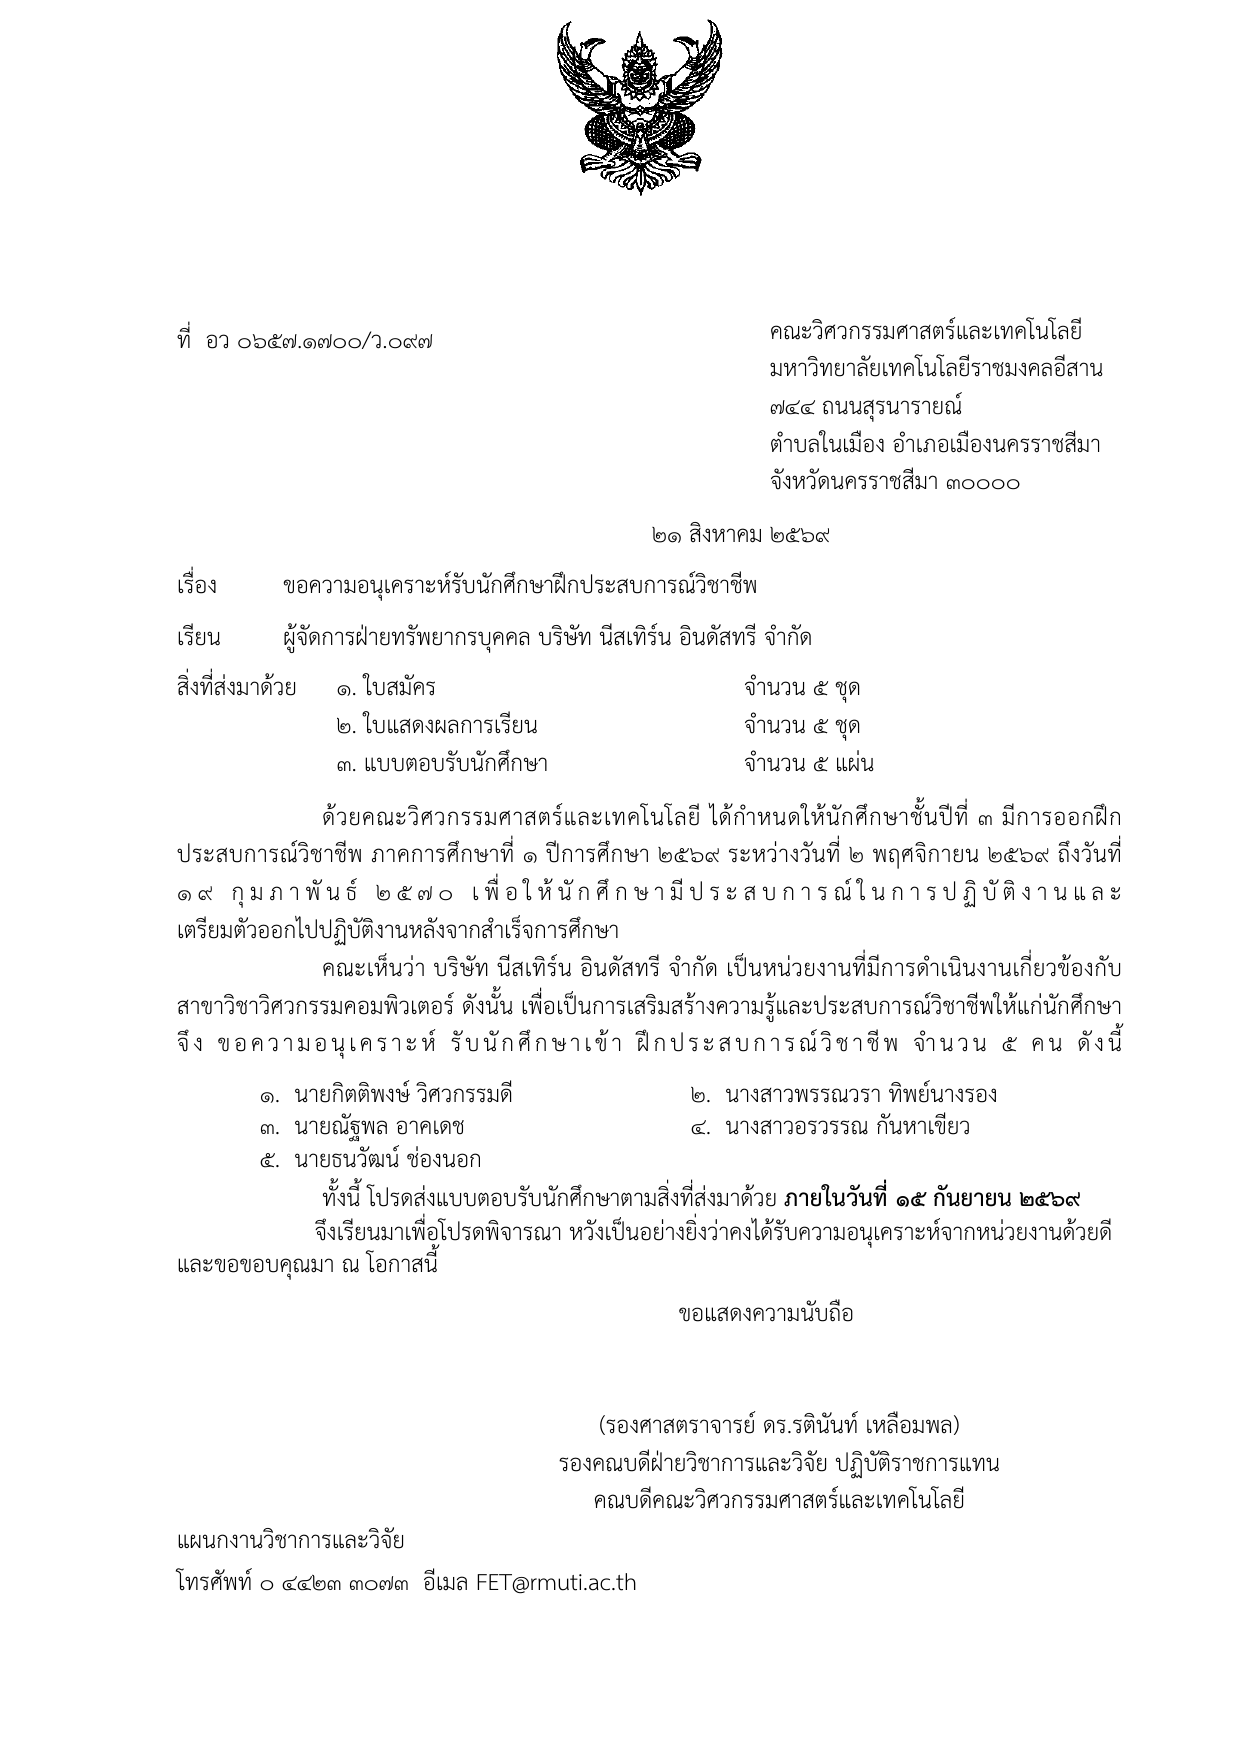 ที่ อว ๐๖๕๗.๑๗๐๐/ว.๐๙๗
คณะวิศวกรรมศาสตร์และเทคโนโลยี
มหาวิทยาลัยเทคโนโลยีราชมงคลอีสาน
๗๔๔ ถนนสุรนารายณ์
ตำบลในเมือง อำเภอเมืองนครราชสีมา
จังหวัดนครราชสีมา ๓๐๐๐๐
๒๑ สิงหาคม ๒๕๖๙
เรื่อง ขอความอนุเคราะห์รับนักศึกษาฝึกประสบการณ์วิชาชีพ
เรียน ผู้จัดการฝ่ายทรัพยากรบุคคล บริษัท นีสเทิร์น อินดัสทรี จำกัด
สิ่งที่ส่งมาด้วย ๑. ใบสมัคร จำนวน ๕ ชุด
๒. ใบแสดงผลการเรียน จำนวน ๕ ชุด
๓. แบบตอบรับนักศึกษา จำนวน ๕ แผ่น
ด้วยคณะวิศวกรรมศาสตร์และเทคโนโลยี ได้กำหนดให้นักศึกษาชั้นปีที่ ๓ มีการออกฝึก
ประสบการณ์วิชาชีพ ภาคการศึกษาที่ ๑ ปีการศึกษา ๒๕๖๙ ระหว่างวันที่ ๒ พฤศจิกายน ๒๕๖๙ ถึงวันที่
๑๙ กุมภาพันธ์ ๒๕๗๐ เพื่อให้นักศึกษามีประสบการณ์ในการปฏิบัติงานและ
เตรียมตัวออกไปปฏิบัติงานหลังจากสำเร็จการศึกษา
คณะเห็นว่า บริษัท นีสเทิร์น อินดัสทรี จำกัด เป็นหน่วยงานที่มีการดำเนินงานเกี่ยวข้องกับ
สาขาวิชาวิศวกรรมคอมพิวเตอร์ ดังนั้น เพื่อเป็นการเสริมสร้างความรู้และประสบการณ์วิชาชีพให้แก่นักศึกษา
จึง ขอความอนุเคราะห์ รับนักศึกษาเข้า ฝึกประสบการณ์วิชาชีพ จำนวน ๕ คน ดังนี้
๑. นายกิตติพงษ์ วิศวกรรมดี ๒. นางสาวพรรณวรา ทิพย์นางรอง
๓. นายณัฐพล อาคเดช ๔. นางสาวอรวรรณ กันหาเขียว
๕. นายธนวัฒน์ ช่องนอก
ทั้งนี้ โปรดส่งแบบตอบรับนักศึกษาตามสิ่งที่ส่งมาด้วย ภายในวันที่ ๑๕ กันยายน ๒๕๖๙
จึงเรียนมาเพื่อโปรดพิจารณา หวังเป็นอย่างยิ่งว่าคงได้รับความอนุเคราะห์จากหน่วยงานด้วยดี
และขอขอบคุณมา ณ โอกาสนี้
ขอแสดงความนับถือ
(รองศาสตราจารย์ ดร.รตินันท์ เหลือมพล)
รองคณบดีฝ่ายวิชาการและวิจัย ปฏิบัติราชการแทน
คณบดีคณะวิศวกรรมศาสตร์และเทคโนโลยี
แผนกงานวิชาการและวิจัย
โทรศัพท์ ๐ ๔๔๒๓ ๓๐๗๓ อีเมล FET@rmuti.ac.th